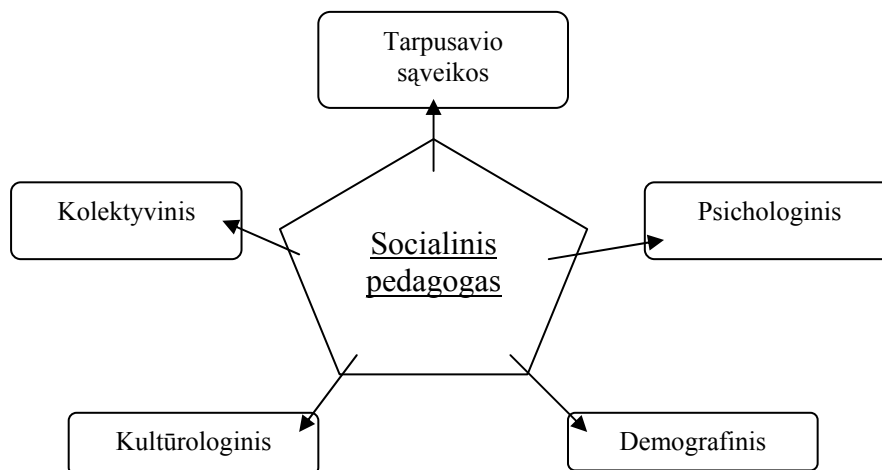 Tarpusavio
sąveikos
Kolektyvinis
Psichologinis
Socialinis
pedagogas
Kultūrologinis
Demografinis